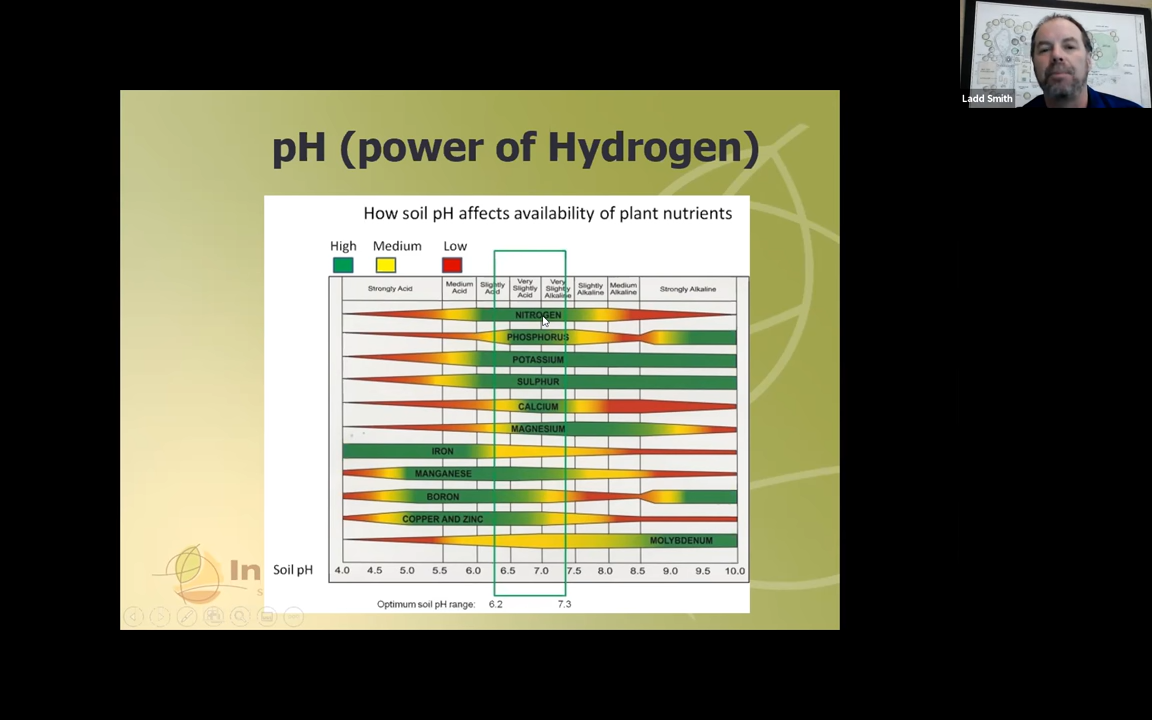 Ladd Smith
pH (power of Hydrogen)
How soil pH affects availability of plant nutrients
High Medium Low
Strongly Acid
Medium Acid
Slightly Acid
Very Slightly Acid
Very Slightly Alkaline
Slightly Alkaline
Medium Alkaline
Strongly Alkaline
NITROGEN
PHOSPHORUS
POTASSIUM
SULPHUR
CALCIUM
MAGNESIUM
IRON
MANGANESE
BORON
COPPER AND ZINC
MOLYBDENUM
In
Soil pH 4.0 4.5 5.0 5.5 6.0 6.5 7.0 7.5 8.0 8.5 9.0 9.5 10.0
Optimum soil pH range: 6.2 7.3